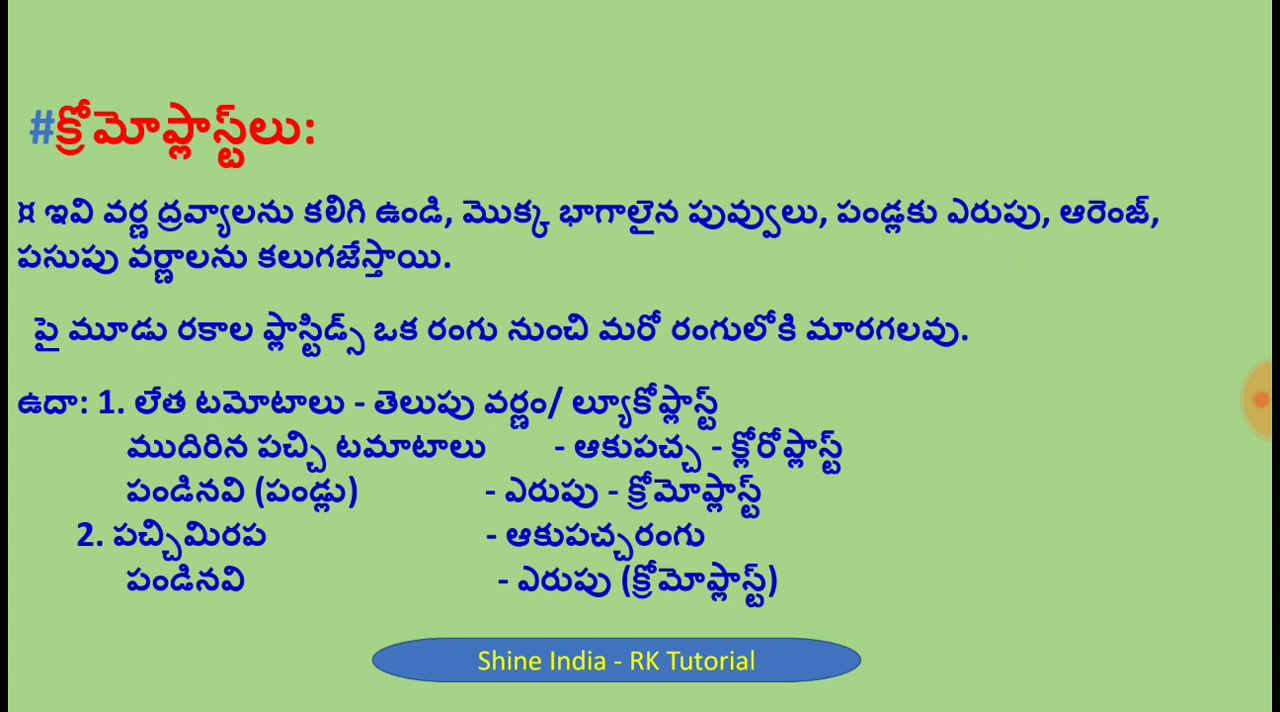 #క్రోమోప్లాస్ట్‌లు:
¤ ఇవి వర్ణ ద్రవ్యాలను కలిగి ఉండి, మొక్క భాగాలైన పువ్వులు, పండ్లకు ఎరుపు, ఆరెంజ్,
పసుపు వర్ణాలను కలుగజేస్తాయి.
పై మూడు రకాల ప్లాస్టిడ్స్ ఒక రంగు నుంచి మరో రంగులోకి మారగలవు.
ఉదా: 1. లేత టమోటాలు - తెలుపు వర్ణం/ ల్యూకోప్లాస్ట్
ముదిరిన పచ్చి టమాటాలు - ఆకుపచ్చ - క్లోరోప్లాస్ట్
పండినవి (పండ్లు) - ఎరుపు - క్రోమోప్లాస్ట్
2. పచ్చిమిరప - ఆకుపచ్చరంగు
పండినవి - ఎరుపు (క్రోమోప్లాస్ట్)
Shine India - RK Tutorial